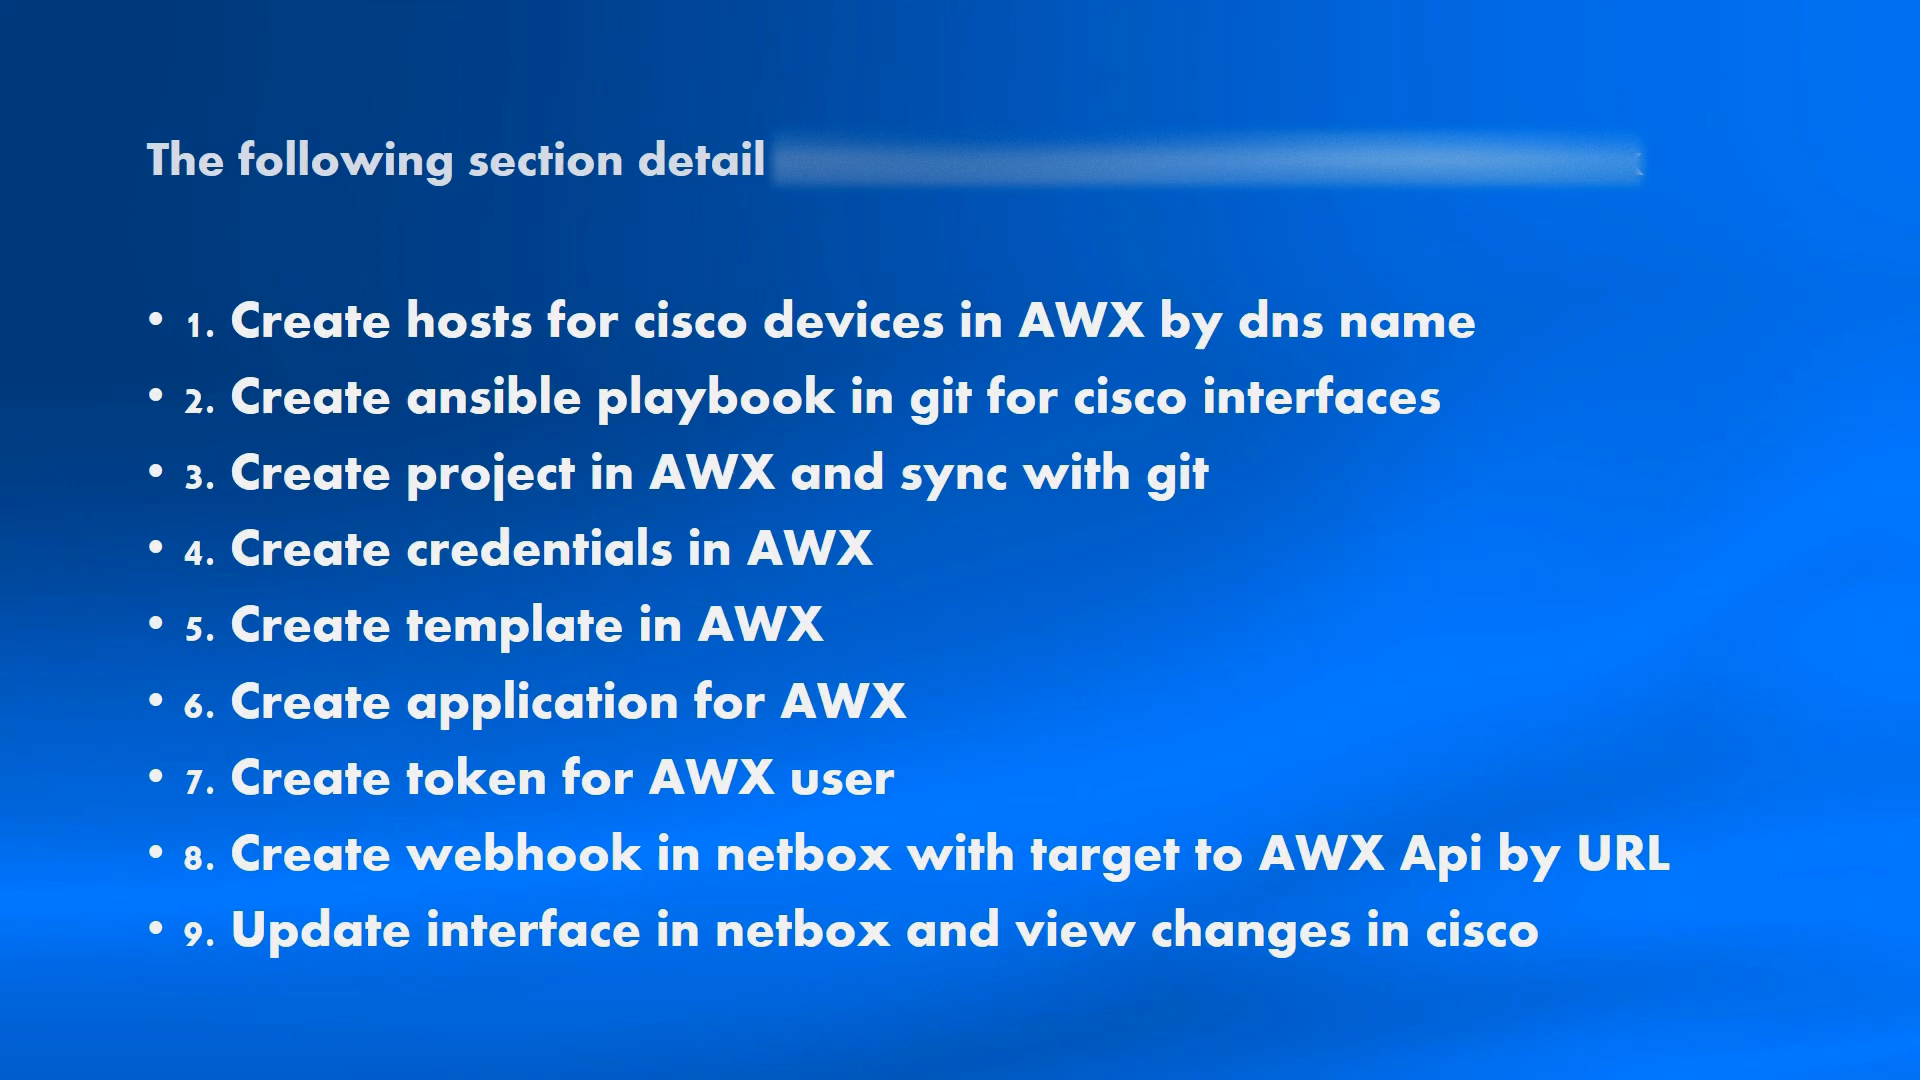 The following section detail
• 1. Create hosts for cisco devices in AWX by dns name
• 2. Create ansible playbook in git for cisco interfaces
• 3. Create project in AWX and sync with git
• 4. Create credentials in AWX
• 5. Create template in AWX
• 6. Create application for AWX
• 7. Create token for AWX user
• 8. Create webhook in netbox with target to AWX Api by URL
• 9. Update interface in netbox and view changes in cisco